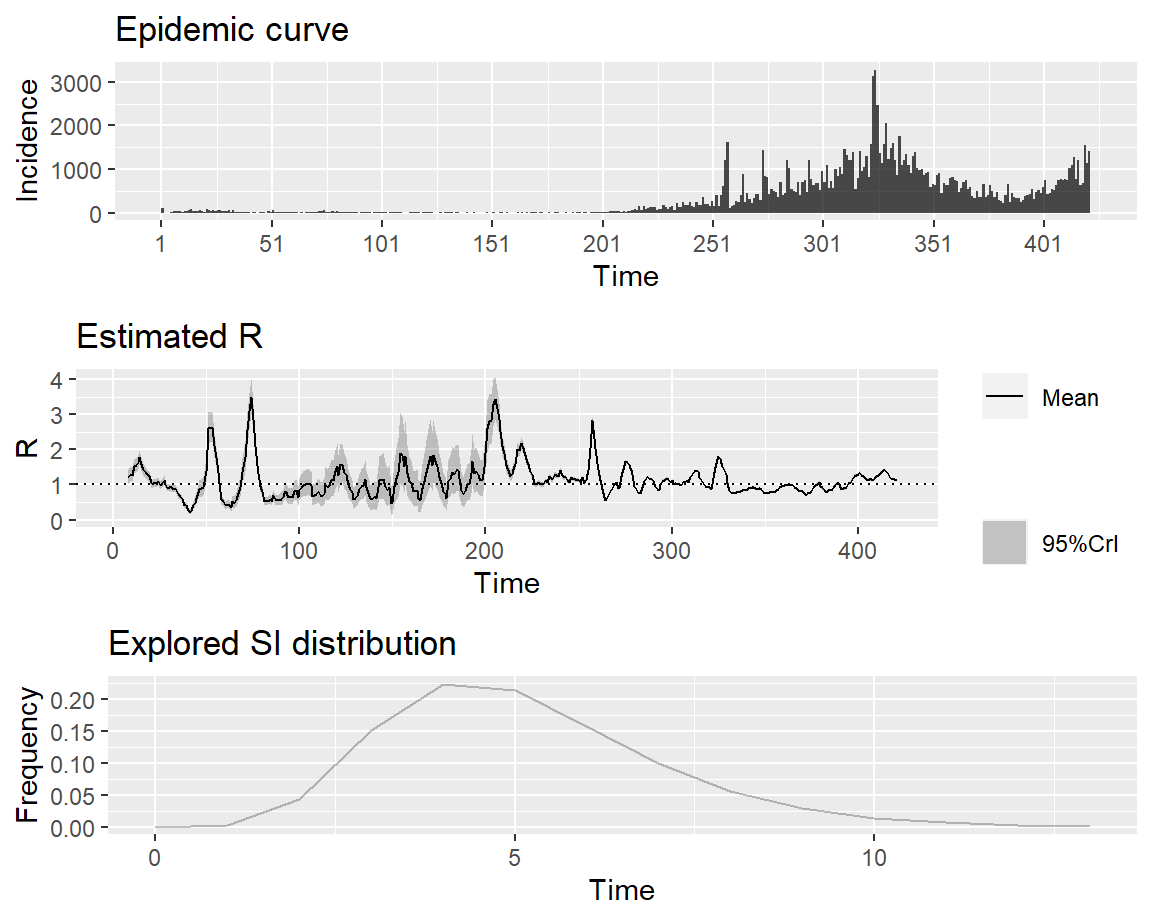 Epidemic curve
3000
2000
1000
0
Incidence
1 51 101 151 201 251 301 351 401
Time
Estimated R
4
3
2
1
0
R
0 100 200 300 400
Time
Mean
95%CrI
Explored SI distribution
0.20
0.15
0.10
0.05
0.00
Frequency
0 5 10
Time